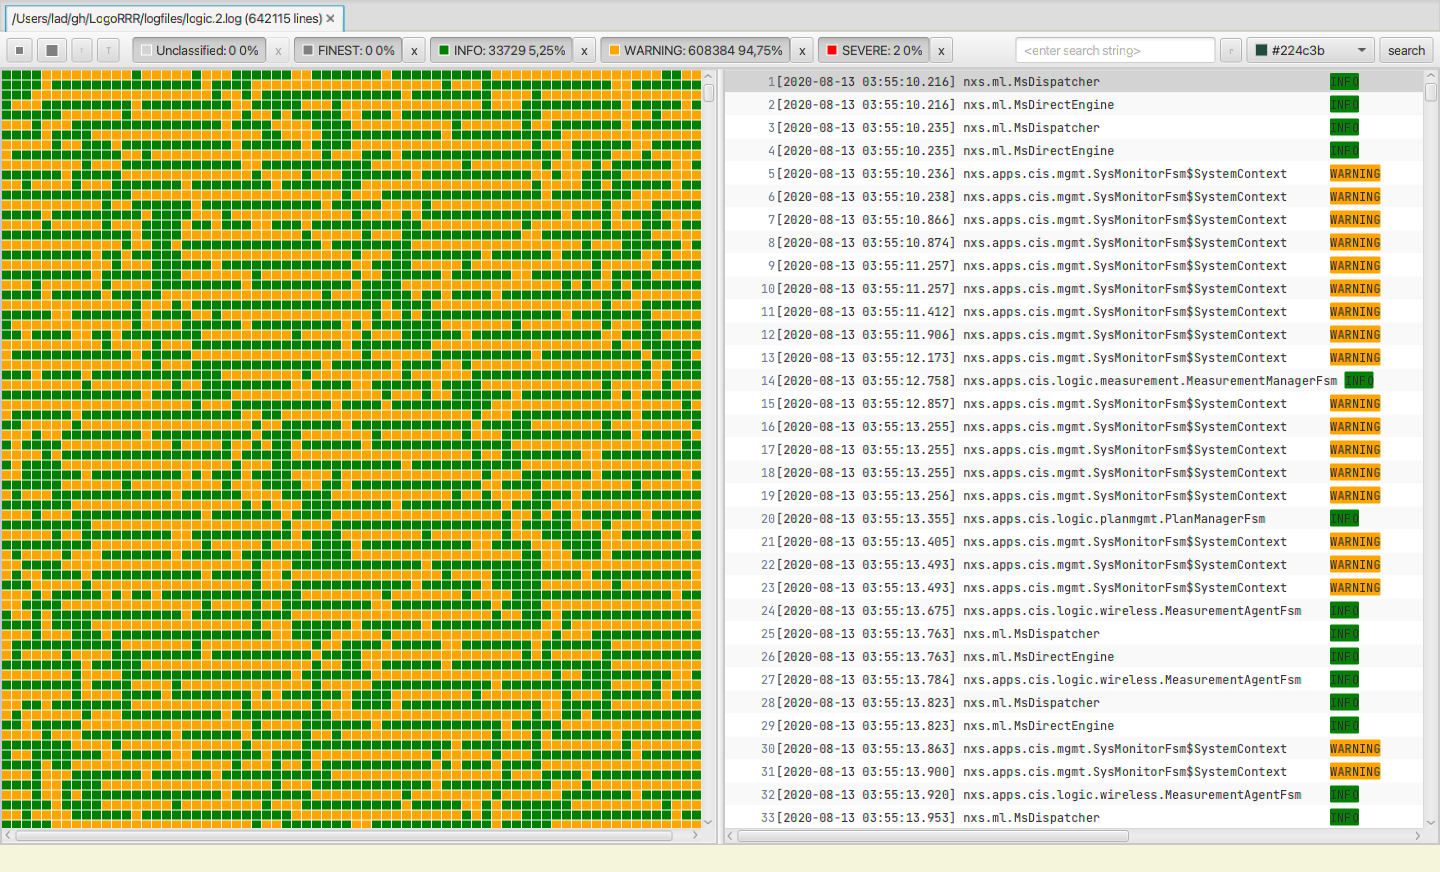 /Users/lad/gh/LogoRRR/logfiles/logic.2.log (642115 lines) ×
T T Unclassified: 0 0% x FINEST: 0 0% x INFO: 33729 5,25% x WARNING: 608384 94,75% x SEVERE: 2 0% x <enter search string> r #224c3b search
1 [2020-08-13 03:55:10.216] nxs.ml.MsDispatcher INFO
2 [2020-08-13 03:55:10.216] nxs.ml.MsDirectEngine INFO
3 [2020-08-13 03:55:10.235] nxs.ml.MsDispatcher INFO
4 [2020-08-13 03:55:10.235] nxs.ml.MsDirectEngine INFO
5 [2020-08-13 03:55:10.236] nxs.apps.cis.mgmt.SysMonitorFsm$SystemContext WARNING
6 [2020-08-13 03:55:10.238] nxs.apps.cis.mgmt.SysMonitorFsm$SystemContext WARNING
7 [2020-08-13 03:55:10.866] nxs.apps.cis.mgmt.SysMonitorFsm$SystemContext WARNING
8 [2020-08-13 03:55:10.874] nxs.apps.cis.mgmt.SysMonitorFsm$SystemContext WARNING
9 [2020-08-13 03:55:11.257] nxs.apps.cis.mgmt.SysMonitorFsm$SystemContext WARNING
10 [2020-08-13 03:55:11.257] nxs.apps.cis.mgmt.SysMonitorFsm$SystemContext WARNING
11 [2020-08-13 03:55:11.412] nxs.apps.cis.mgmt.SysMonitorFsm$SystemContext WARNING
12 [2020-08-13 03:55:11.906] nxs.apps.cis.mgmt.SysMonitorFsm$SystemContext WARNING
13 [2020-08-13 03:55:12.173] nxs.apps.cis.mgmt.SysMonitorFsm$SystemContext WARNING
14 [2020-08-13 03:55:12.758] nxs.apps.cis.logic.measurement.MeasurementManagerFsm INFO
15 [2020-08-13 03:55:12.857] nxs.apps.cis.mgmt.SysMonitorFsm$SystemContext WARNING
16 [2020-08-13 03:55:13.255] nxs.apps.cis.mgmt.SysMonitorFsm$SystemContext WARNING
17 [2020-08-13 03:55:13.255] nxs.apps.cis.mgmt.SysMonitorFsm$SystemContext WARNING
18 [2020-08-13 03:55:13.255] nxs.apps.cis.mgmt.SysMonitorFsm$SystemContext WARNING
19 [2020-08-13 03:55:13.256] nxs.apps.cis.mgmt.SysMonitorFsm$SystemContext WARNING
20 [2020-08-13 03:55:13.355] nxs.apps.cis.logic.planmgmt.PlanManagerFsm INFO
21 [2020-08-13 03:55:13.405] nxs.apps.cis.mgmt.SysMonitorFsm$SystemContext WARNING
22 [2020-08-13 03:55:13.493] nxs.apps.cis.mgmt.SysMonitorFsm$SystemContext WARNING
23 [2020-08-13 03:55:13.493] nxs.apps.cis.mgmt.SysMonitorFsm$SystemContext WARNING
24 [2020-08-13 03:55:13.675] nxs.apps.cis.logic.wireless.MeasurementAgentFsm INFO
25 [2020-08-13 03:55:13.763] nxs.ml.MsDispatcher INFO
26 [2020-08-13 03:55:13.763] nxs.ml.MsDirectEngine INFO
27 [2020-08-13 03:55:13.784] nxs.apps.cis.logic.wireless.MeasurementAgentFsm INFO
28 [2020-08-13 03:55:13.823] nxs.ml.MsDispatcher INFO
29 [2020-08-13 03:55:13.823] nxs.ml.MsDirectEngine INFO
30 [2020-08-13 03:55:13.863] nxs.apps.cis.mgmt.SysMonitorFsm$SystemContext WARNING
31 [2020-08-13 03:55:13.900] nxs.apps.cis.mgmt.SysMonitorFsm$SystemContext WARNING
32 [2020-08-13 03:55:13.920] nxs.apps.cis.logic.wireless.MeasurementAgentFsm INFO
33 [2020-08-13 03:55:13.953] nxs.ml.MsDispatcher INFO